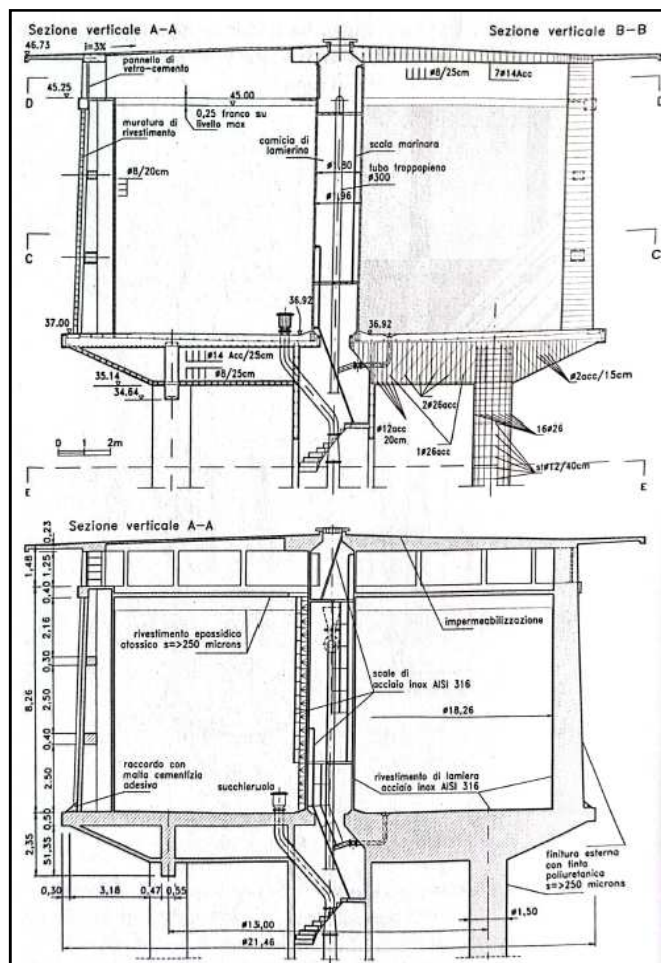 Sezione verticale A-A
Sezione verticale B-B
46.73
i=3%
pannello di
vetro-cemento
ø8/25cm
7ø14Acc
45.25
D
45.00
0,25 franco su
livello max
muratura di
rivestimento
camicia di
lamierino
ø1,80
scala marinara
tubo troppopieno
ø300
ø1,96
ø8/20cm
C
C
37.00
36.92
36.92
ø14 Acc/25cm
ø8/25cm
35.14
34.64
ø2acc/15cm
2ø26acc
ø12acc
20cm
1ø26acc
16ø26
stø12/40cm
0 1 2m
E
E
Sezione verticale A-A
0,23
1,25
1,48
0,40
2,16
0,30
2,50
0,40
2,50
8,26
0,50
2,35
51,35
rivestimento epossidico
atossico s=>250 microns
impermeabilizzazione
scale di
acciaio inox AISI 316
ø18,26
raccordo con
malta cementizia
adesivo
succhieruola
rivestimento di lamiera
acciaio inox AISI 316
finitura esterna
con tinta
poliuretanica
s=>250 microns
0,30
3,18
0,47
0,55
ø13,00
ø1,50
ø21,46